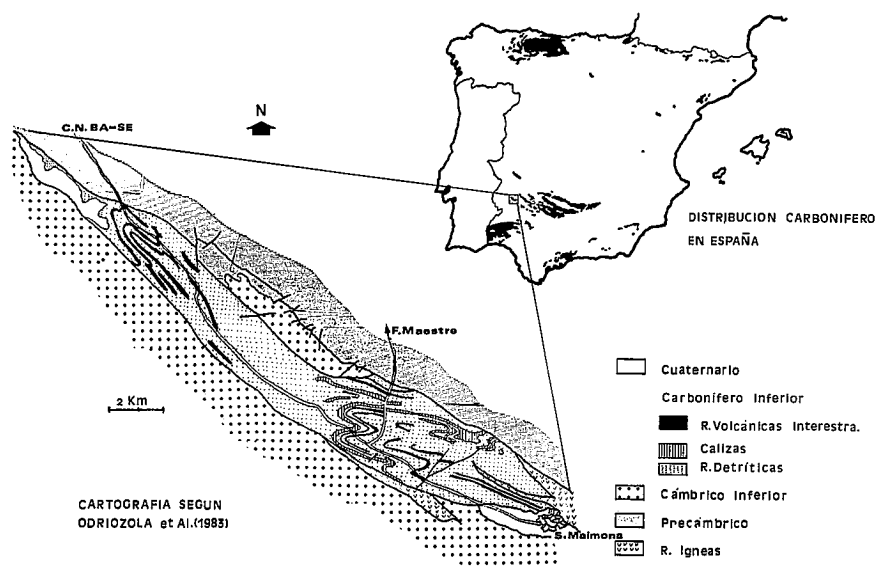 C.N. BA-SE
N
DISTRIBUCION CARBONIFERO
EN ESPAÑA
F.Maestre
2 Km
Cuaternario
Carbonífero Inferior
R.Volcánicas Interestra.
Calizas
R.Detríticas
Cámbrico Inferior
Precámbrico
R. Igneas
CARTOGRAFIA SEGUN
ODRIOZOLA et Al.(1983)
S.Maimona